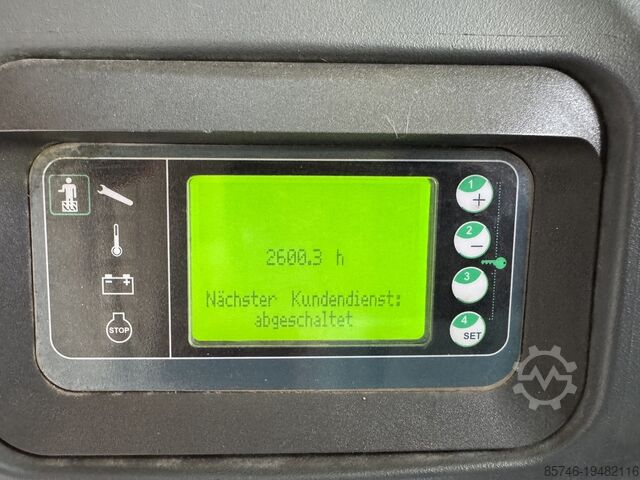 2600.3 h
Nächster Kundendienst:
abgeschaltet
1
+
2
−
3
4
SET
- +
STOP
85746-19482116